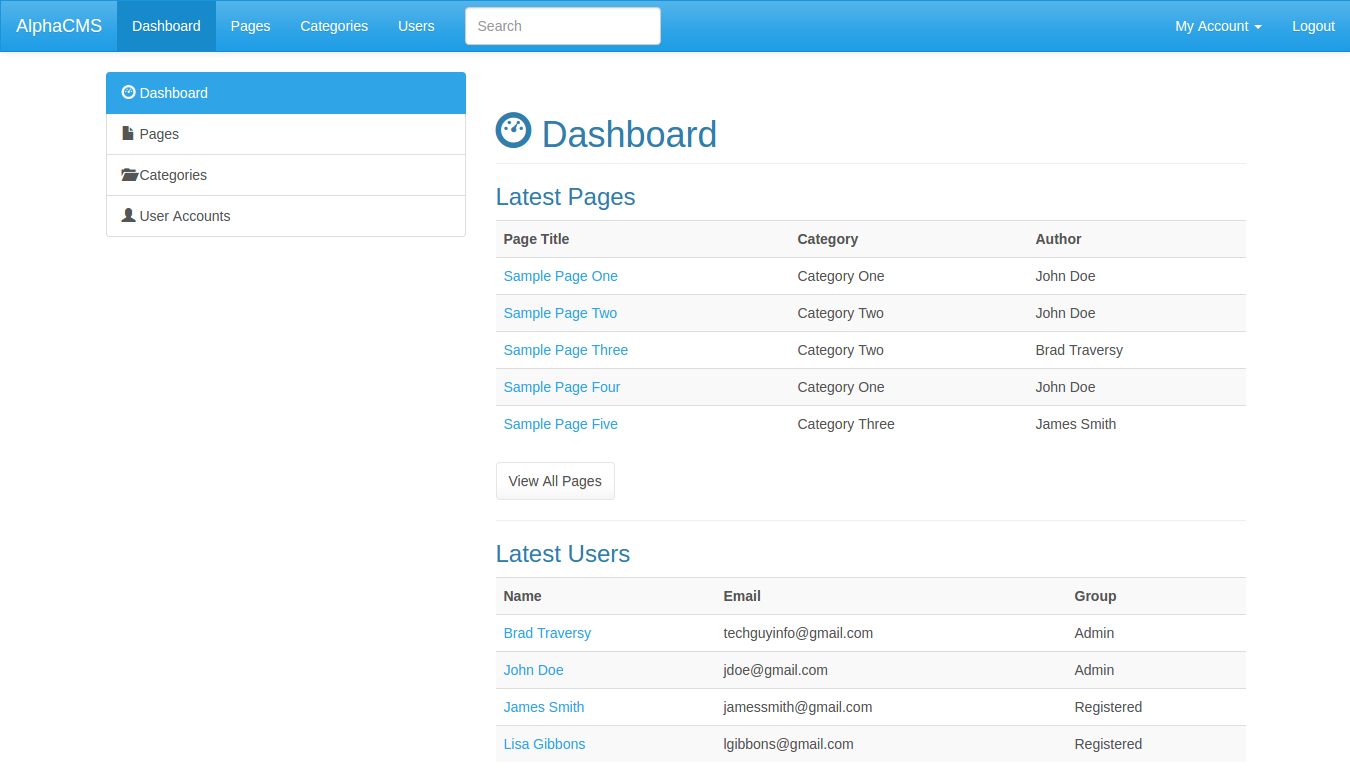 AlphaCMS Dashboard Pages Categories Users Search My Account Logout
Dashboard
Pages
Categories
User Accounts
Dashboard
Latest Pages
Page Title Category Author
Sample Page One Category One John Doe
Sample Page Two Category Two John Doe
Sample Page Three Category Two Brad Traversy
Sample Page Four Category One John Doe
Sample Page Five Category Three James Smith
View All Pages
Latest Users
Name Email Group
Brad Traversy techguyinfo@gmail.com Admin
John Doe jdoe@gmail.com Admin
James Smith jamessmith@gmail.com Registered
Lisa Gibbons lgibbons@gmail.com Registered